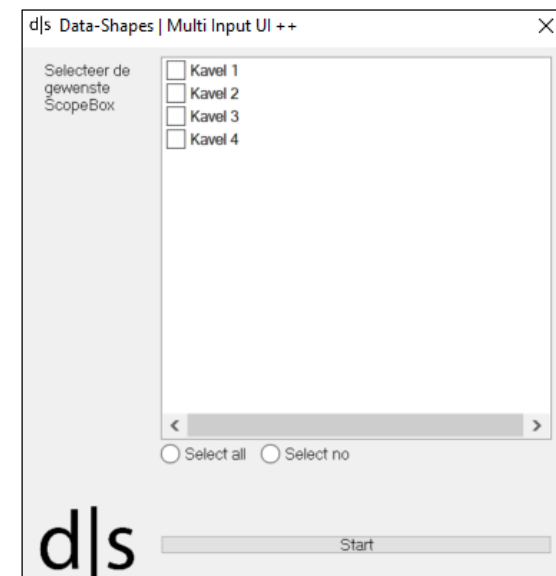 d|s Data-Shapes | Multi Input UI ++
Selecteer de
gewenste
ScopeBox
Kavel 1
Kavel 2
Kavel 3
Kavel 4
Select all Select no
d|s
Start